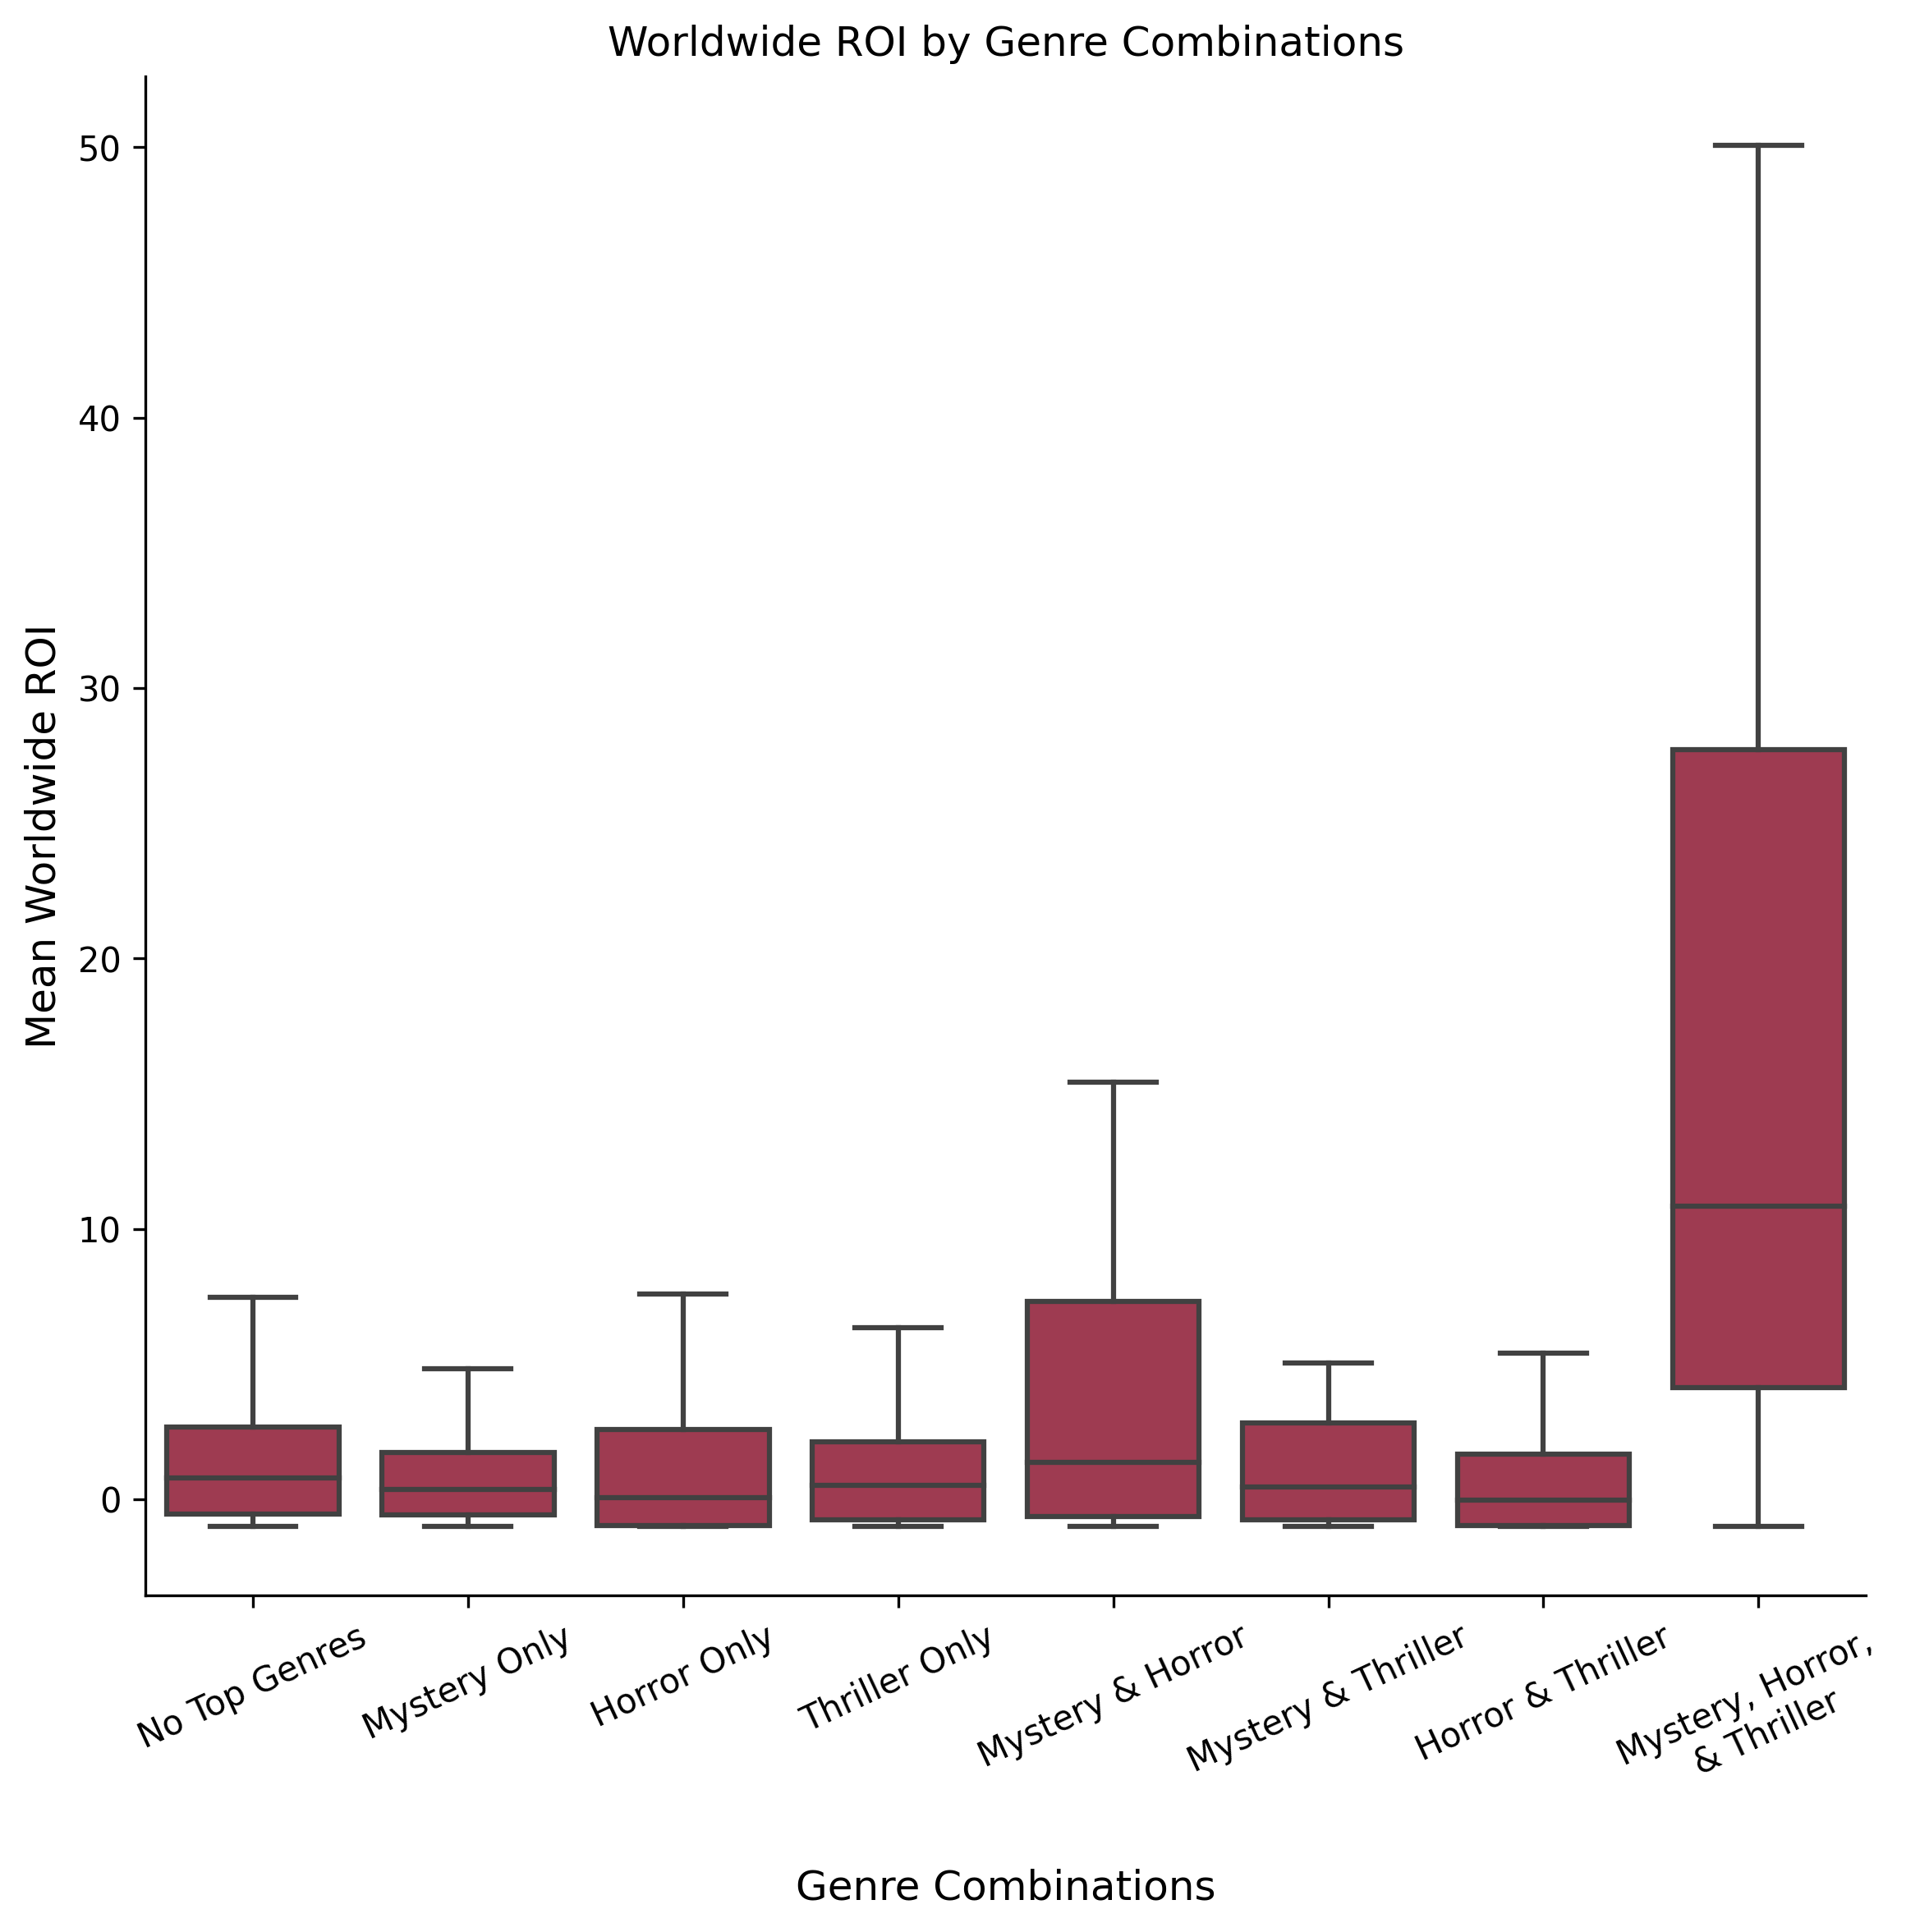 Worldwide ROI by Genre Combinations
Mean Worldwide ROI
50
40
30
20
10
0
No Top Genres
Mystery Only
Horror Only
Thriller Only
Mystery & Horror
Mystery & Thriller
Horror & Thriller
Mystery, Horror,
& Thriller
Genre Combinations